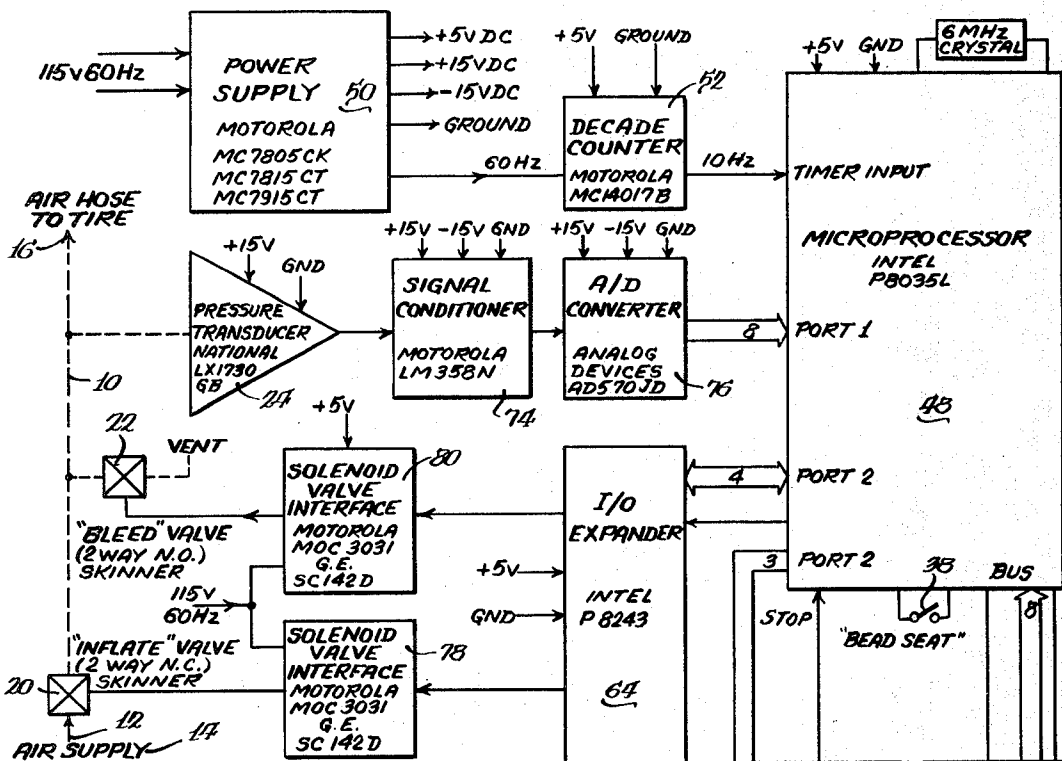 115V 60Hz
POWER
SUPPLY
50
MOTOROLA
MC7805CK
MC7815CT
MC7915CT
+5V DC
+15VDC
-15VDC
GROUND
60Hz
+5V GROUND
52
DECADE
COUNTER
MOTOROLA
MC14017B
10Hz
+5V GND
6MHz
CRYSTAL
TIMER INPUT
MICROPROCESSOR
INTEL
P8035L
PORT 1
48
PORT 2
PORT 2
BUS
AIR HOSE
TO TIRE
16
10
+15V
GND
PRESSURE
TRANSDUCER
NATIONAL
LX1730
GB
24
+15V -15V GND
SIGNAL
CONDITIONER
MOTOROLA
LM358N
74
+15V -15V GND
A/D
CONVERTER
ANALOG
DEVICES
AD570JD
76
8
22
VENT
"BLEED" VALVE
(2WAY N.O.)
SKINNER
+5V
80
SOLENOID
VALVE
INTERFACE
MOTOROLA
MOC 3031
G.E.
SC142D
115V
60Hz
I/O
EXPANDER
+5V
GND
INTEL
P8243
64
4
3
STOP
38
"BEAD SEAT"
8
"INFLATE" VALVE
(2 WAY N.C.)
SKINNER
20
12
AIR SUPPLY
14
SOLENOID
VALVE
78
INTERFACE
MOTOROLA
MOC 3031
G.E.
SC142D